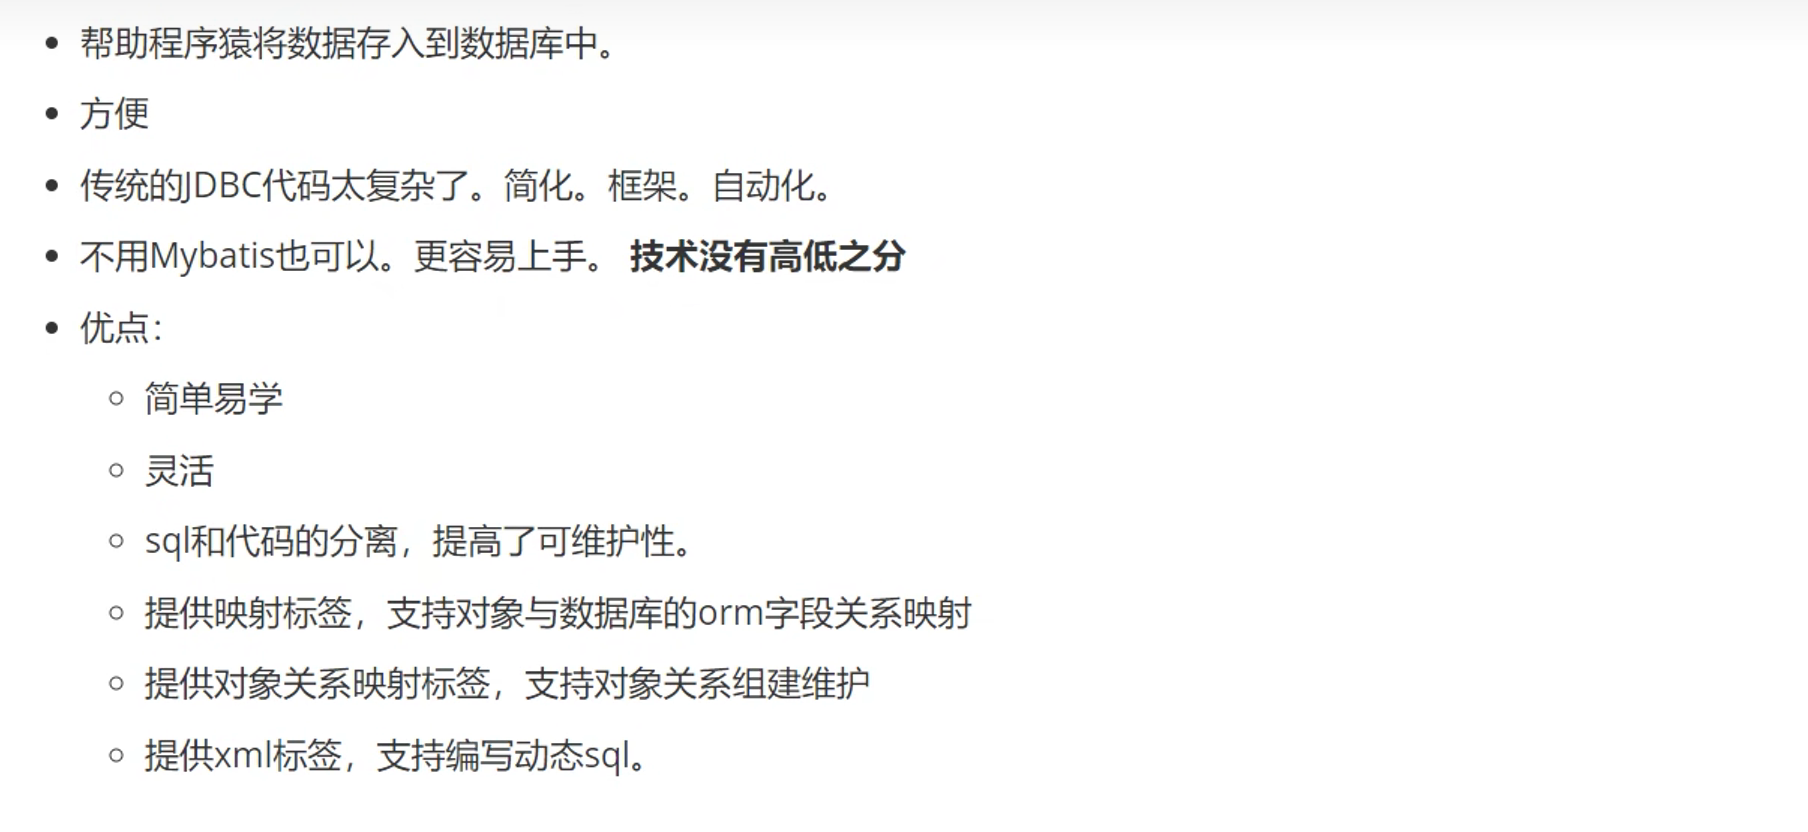 帮助程序猿将数据存入到数据库中。
方便
传统的JDBC代码太复杂了。简化。框架。自动化。
不用Mybatis也可以。更容易上手。 技术没有高低之分
优点：
简单易学
灵活
sql和代码的分离，提高了可维护性。
提供映射标签，支持对象与数据库的orm字段关系映射
提供对象关系映射标签，支持对象关系组建维护
提供xml标签，支持编写动态sql。